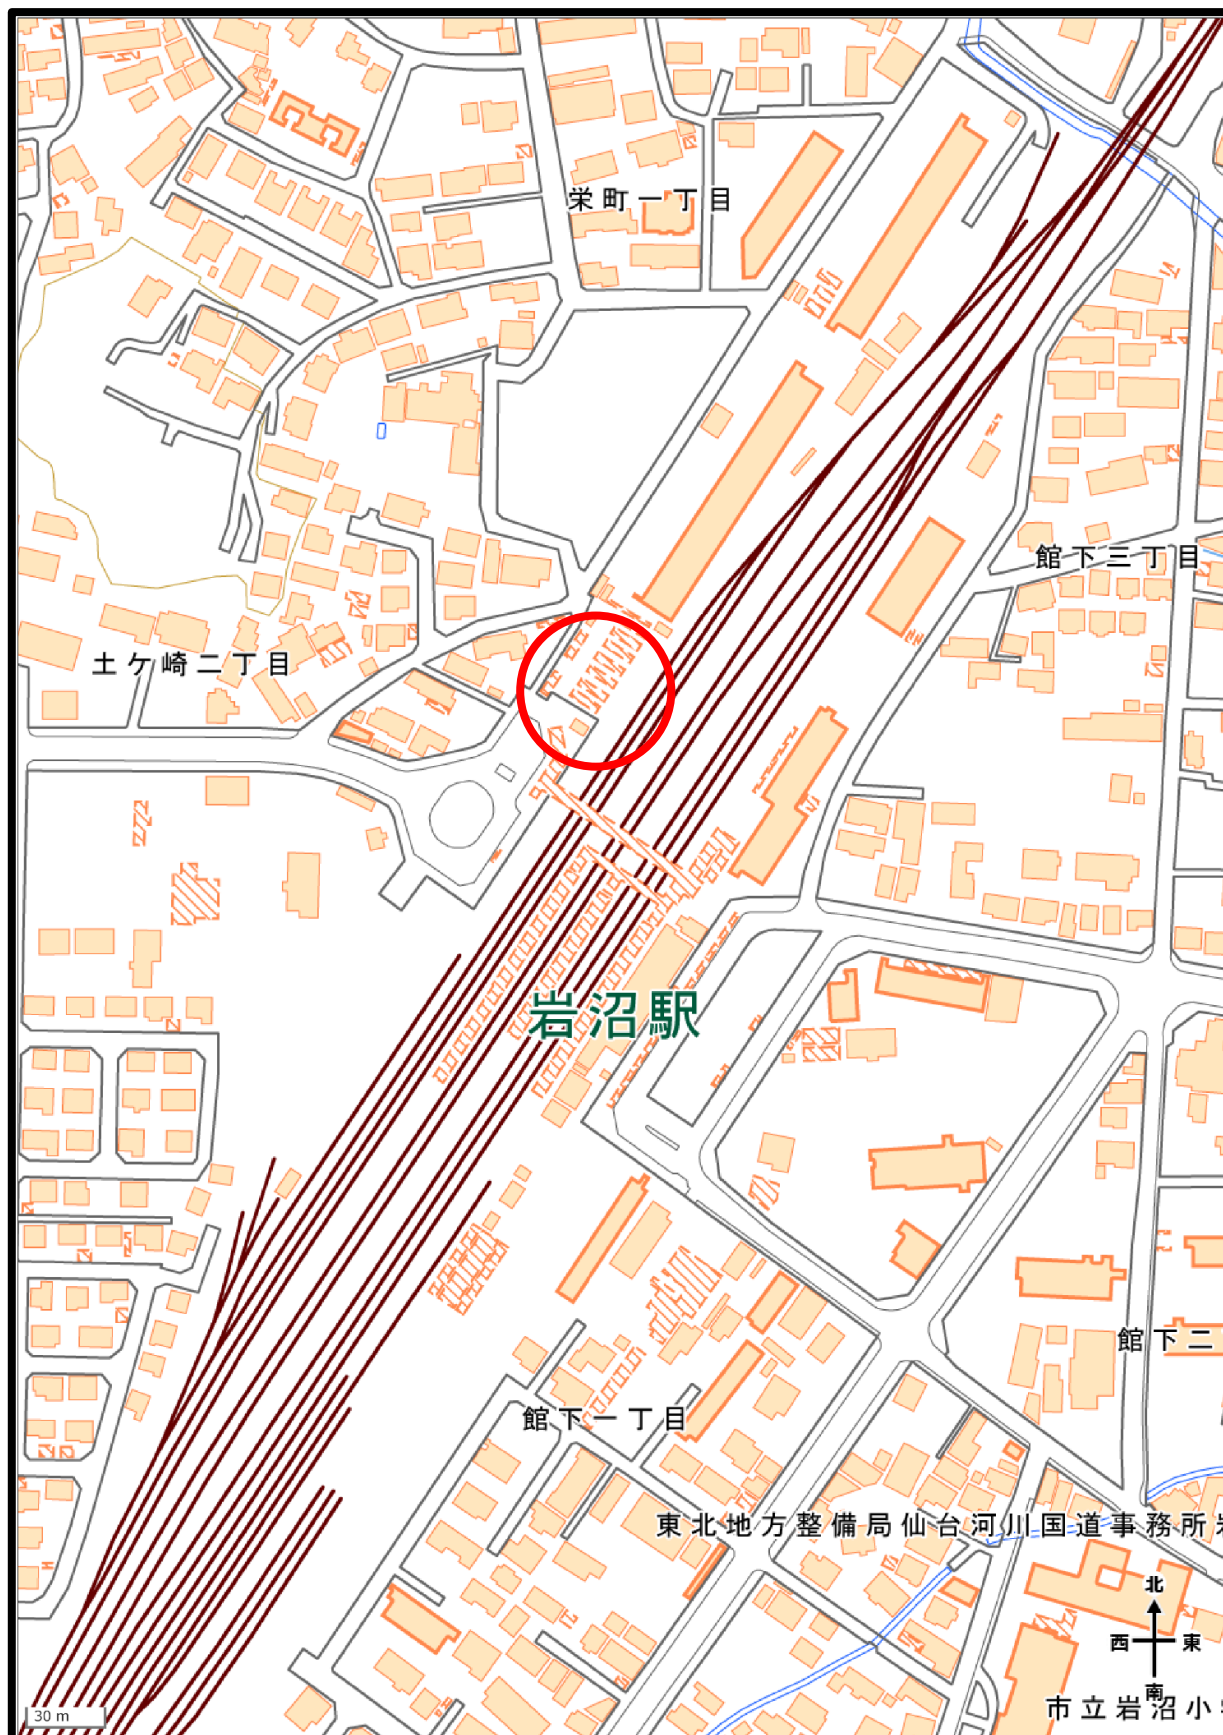 栄町一丁目
館下三丁目
土ケ崎二丁目
岩沼駅
館下二
館下一丁目
東北地方整備局仙台河川国道事務所岩
北
西 東
南
市立岩沼小学
30 m